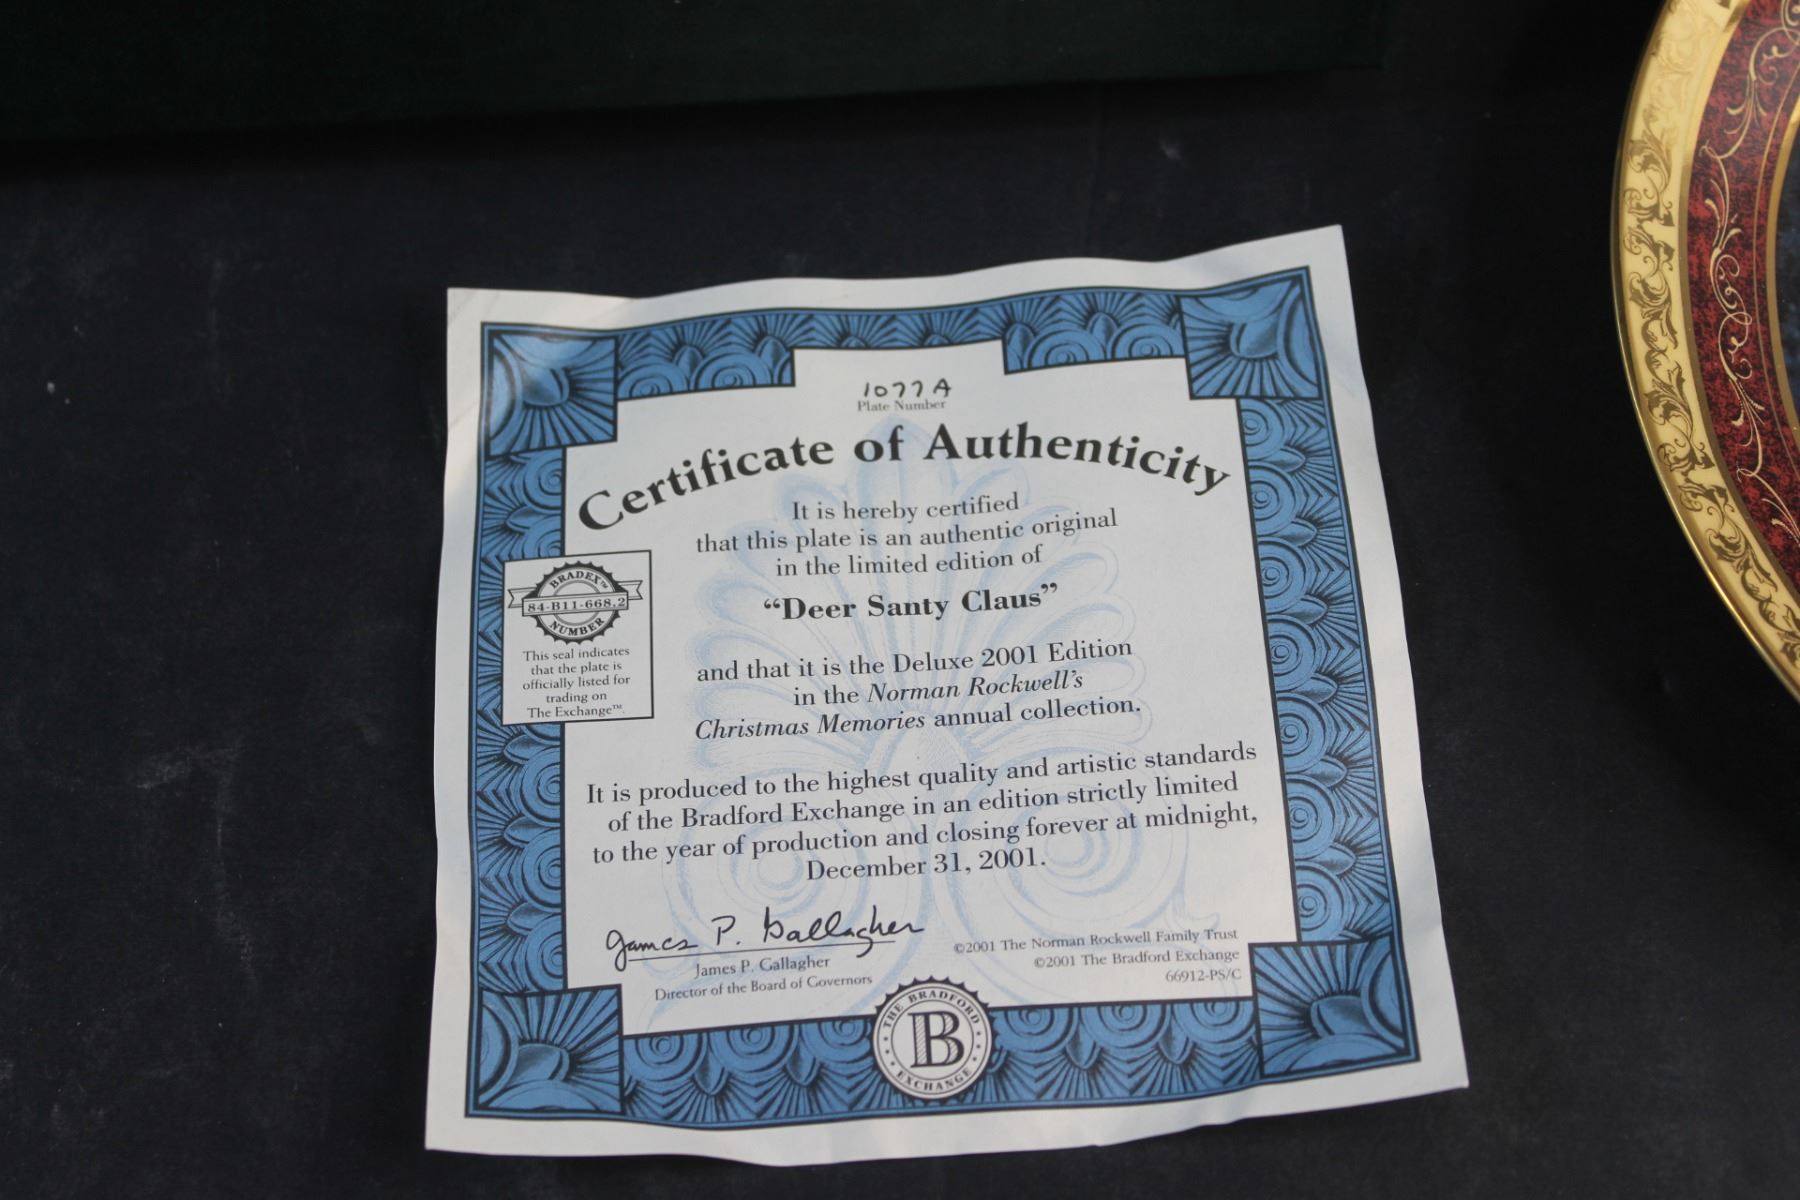 1077A
Plate Number
Certificate of Authenticity
It is hereby certified
that this plate is an authentic original
in the limited edition of
“Deer Santy Claus”
and that it is the Deluxe 2001 Edition
in the Norman Rockwell's
Christmas Memories annual collection.
BRADEX™
84-B11-668.2
NUMBER
This seal indicates
that the plate is
officially listed for
trading on
The Exchange™.
It is produced to the highest quality and artistic standards
of the Bradford Exchange in an edition strictly limited
to the year of production and closing forever at midnight,
December 31, 2001.
James P. Gallagher
James P. Gallagher
Director of the Board of Governors
©2001 The Norman Rockwell Family Trust
©2001 The Bradford Exchange
66912-PS/C
THE BRADFORD
B
EXCHANGE